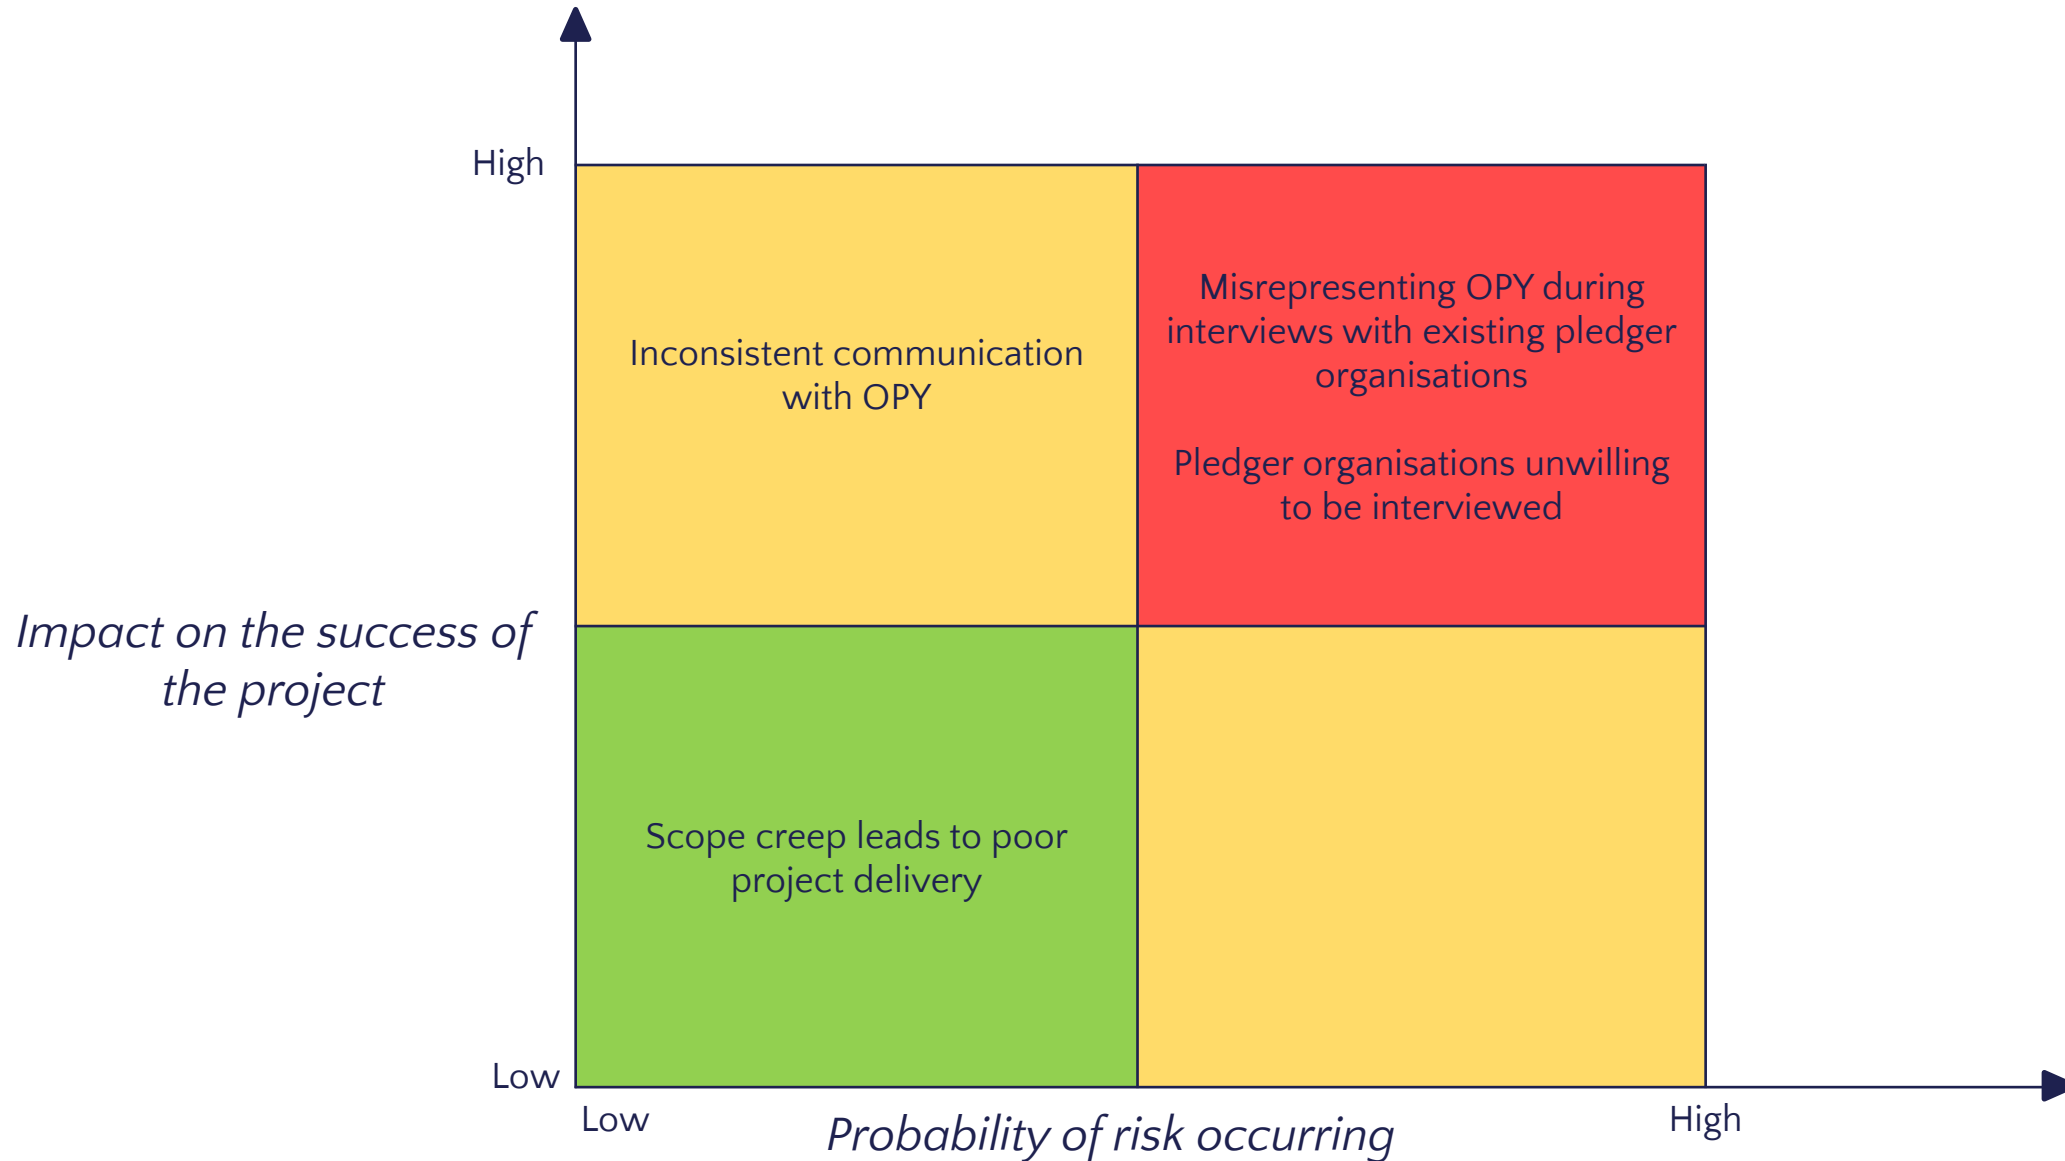 High
Inconsistent communication
with OPY
Misrepresenting OPY during
interviews with existing pledger
organisations
Pledger organisations unwilling
to be interviewed
Impact on the success of
the project
Scope creep leads to poor
project delivery
Low
Low
Probability of risk occurring
High